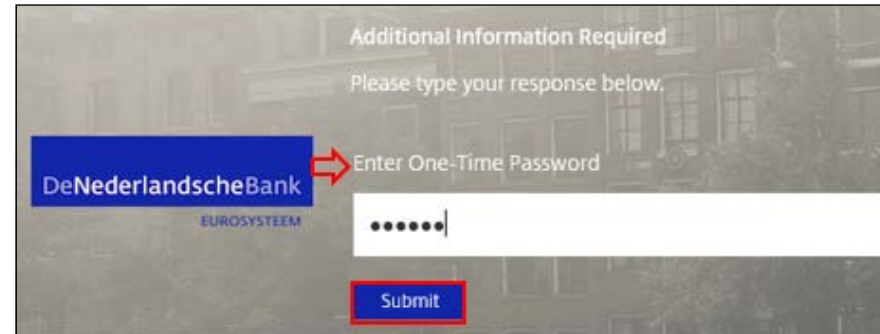 Additional Information Required
Please type your response below.
DeNederlandscheBank
EUROSYSTEEM
Enter One-Time Password
••••••
Submit